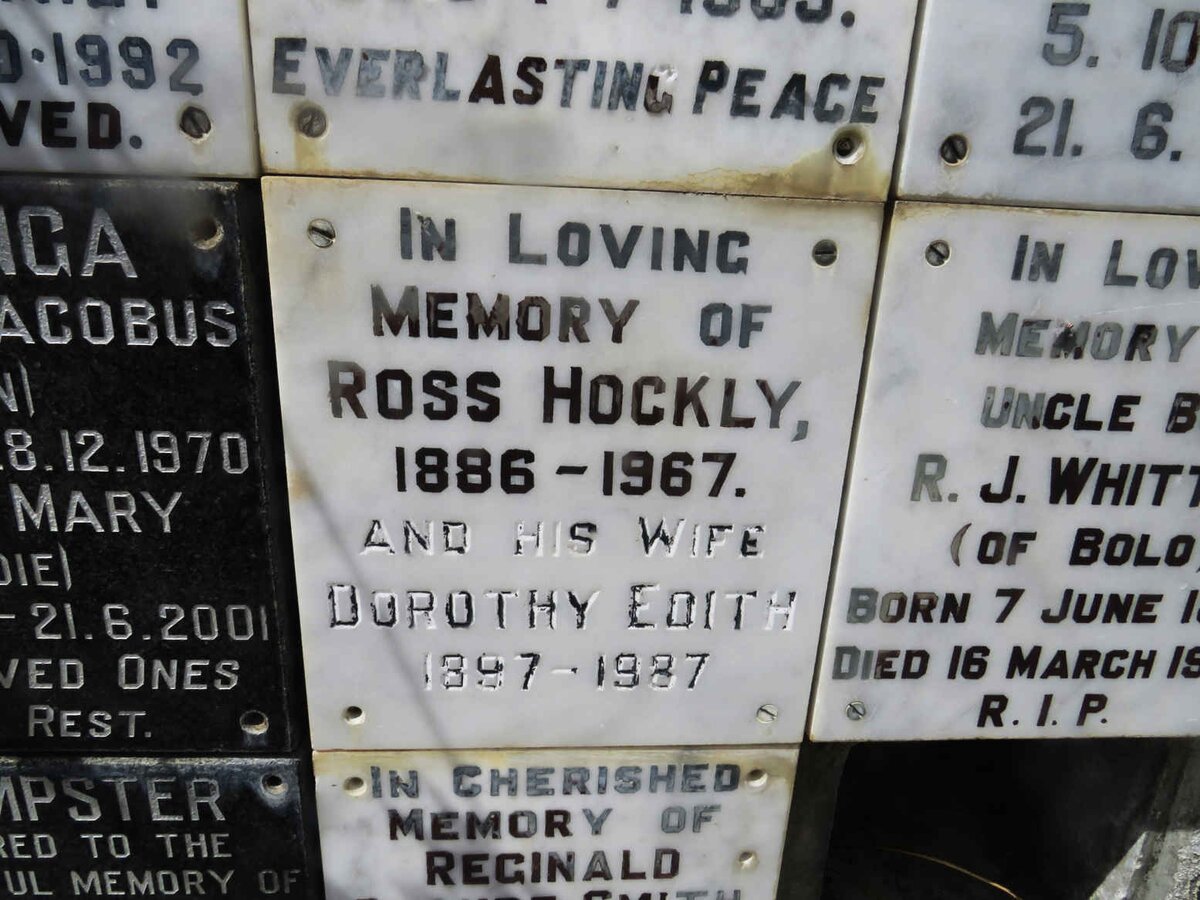 1992
VED.
EVERLASTING PEACE
5. 10
21. 6.
NGA
ACOBUS
8.12.1970
MARY
DIE)
-21.6.2001
VED ONES
REST.
IN LOVING
MEMORY OF
ROSS HOCKLY,
1886-1967.
AND HIS WIFE
DOROTHY EDITH
1897-1987
IN LOV
MEMORY
UNCLE B
R. J. WHITT
(OF BOLO
BORN 7 JUNE 1
DIED 16 MARCH 19
R. I. P.
MPSTER
RED TO THE
UL MEMORY OF
IN CHERISHED
MEMORY OF
REGINALD
SMITH